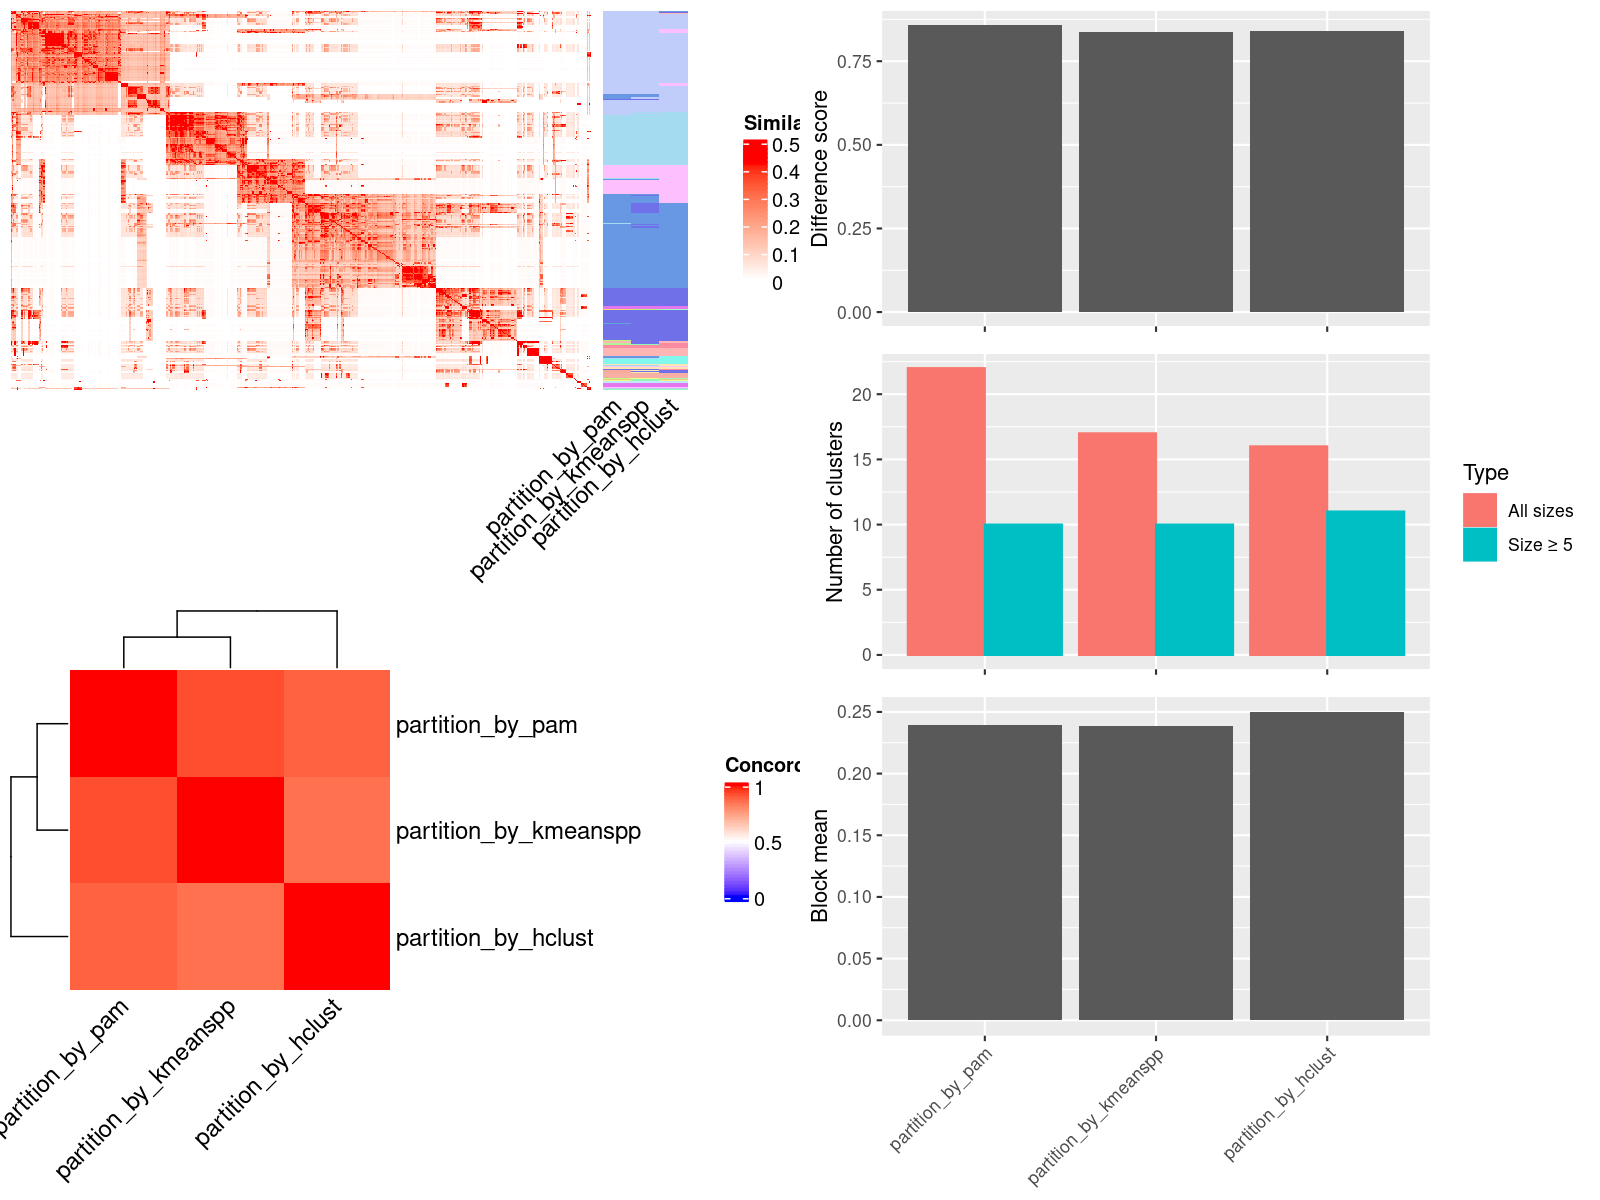 Simila
0.5
0.4
0.3
0.2
0.1
0
partition_by_pam
partition_by_kmeanspp
partition_by_hclust
partition_by_pam
partition_by_kmeanspp
partition_by_hclust
partition_by_pam
partition_by_kmeanspp
partition_by_hclust
Concord
1
0.5
0
Difference score
0.75
0.50
0.25
0.00
Number of clusters
20
15
10
5
0
Type
All sizes
Size ≥ 5
Block mean
0.25
0.20
0.15
0.10
0.05
0.00
partition_by_pam
partition_by_kmeanspp
partition_by_hclust